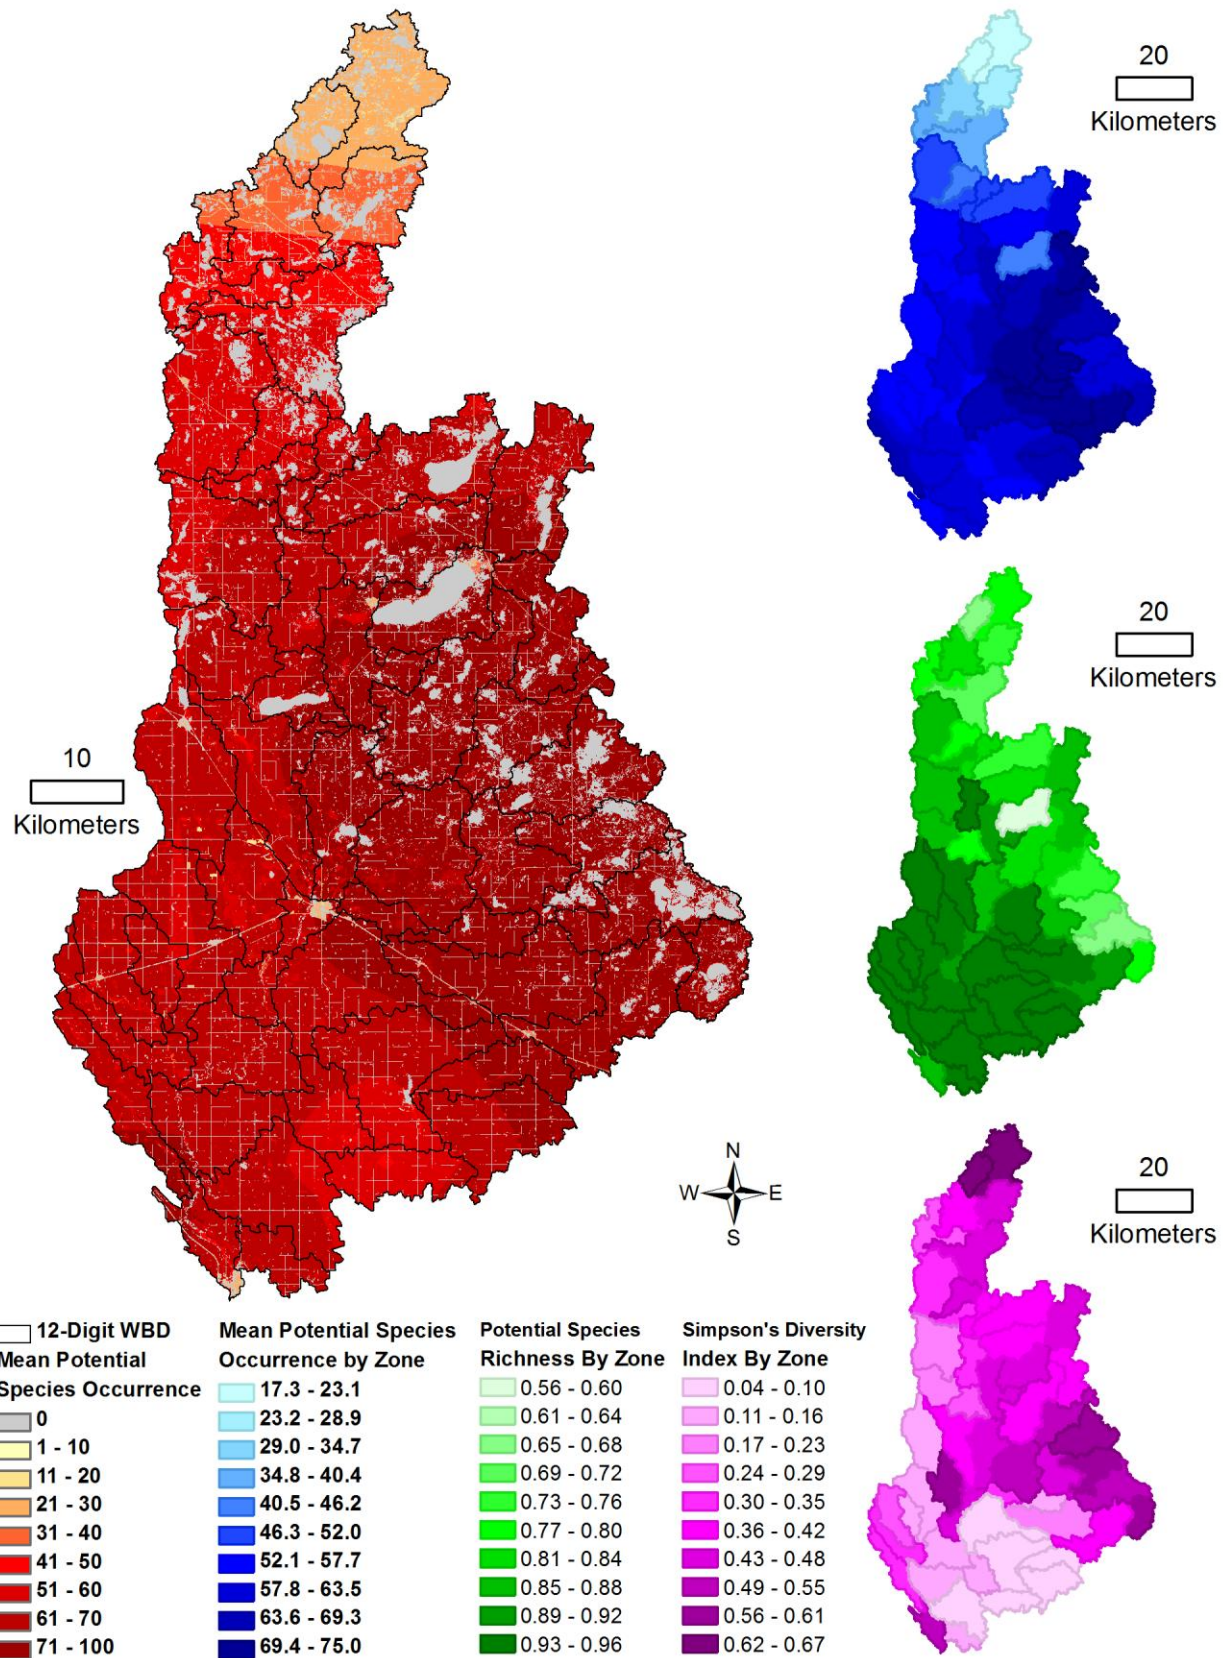 20
Kilometers
20
Kilometers
10
Kilometers
N
W E
S
20
Kilometers
12-Digit WBD
Mean Potential
Species Occurrence
0
1 - 10
11 - 20
21 - 30
31 - 40
41 - 50
51 - 60
61 - 70
71 - 100
Mean Potential Species
Occurrence by Zone
17.3 - 23.1
23.2 - 28.9
29.0 - 34.7
34.8 - 40.4
40.5 - 46.2
46.3 - 52.0
52.1 - 57.7
57.8 - 63.5
63.6 - 69.3
69.4 - 75.0
Potential Species
Richness By Zone
0.56 - 0.60
0.61 - 0.64
0.65 - 0.68
0.69 - 0.72
0.73 - 0.76
0.77 - 0.80
0.81 - 0.84
0.85 - 0.88
0.89 - 0.92
0.93 - 0.96
Simpson's Diversity
Index By Zone
0.04 - 0.10
0.11 - 0.16
0.17 - 0.23
0.24 - 0.29
0.30 - 0.35
0.36 - 0.42
0.43 - 0.48
0.49 - 0.55
0.56 - 0.61
0.62 - 0.67